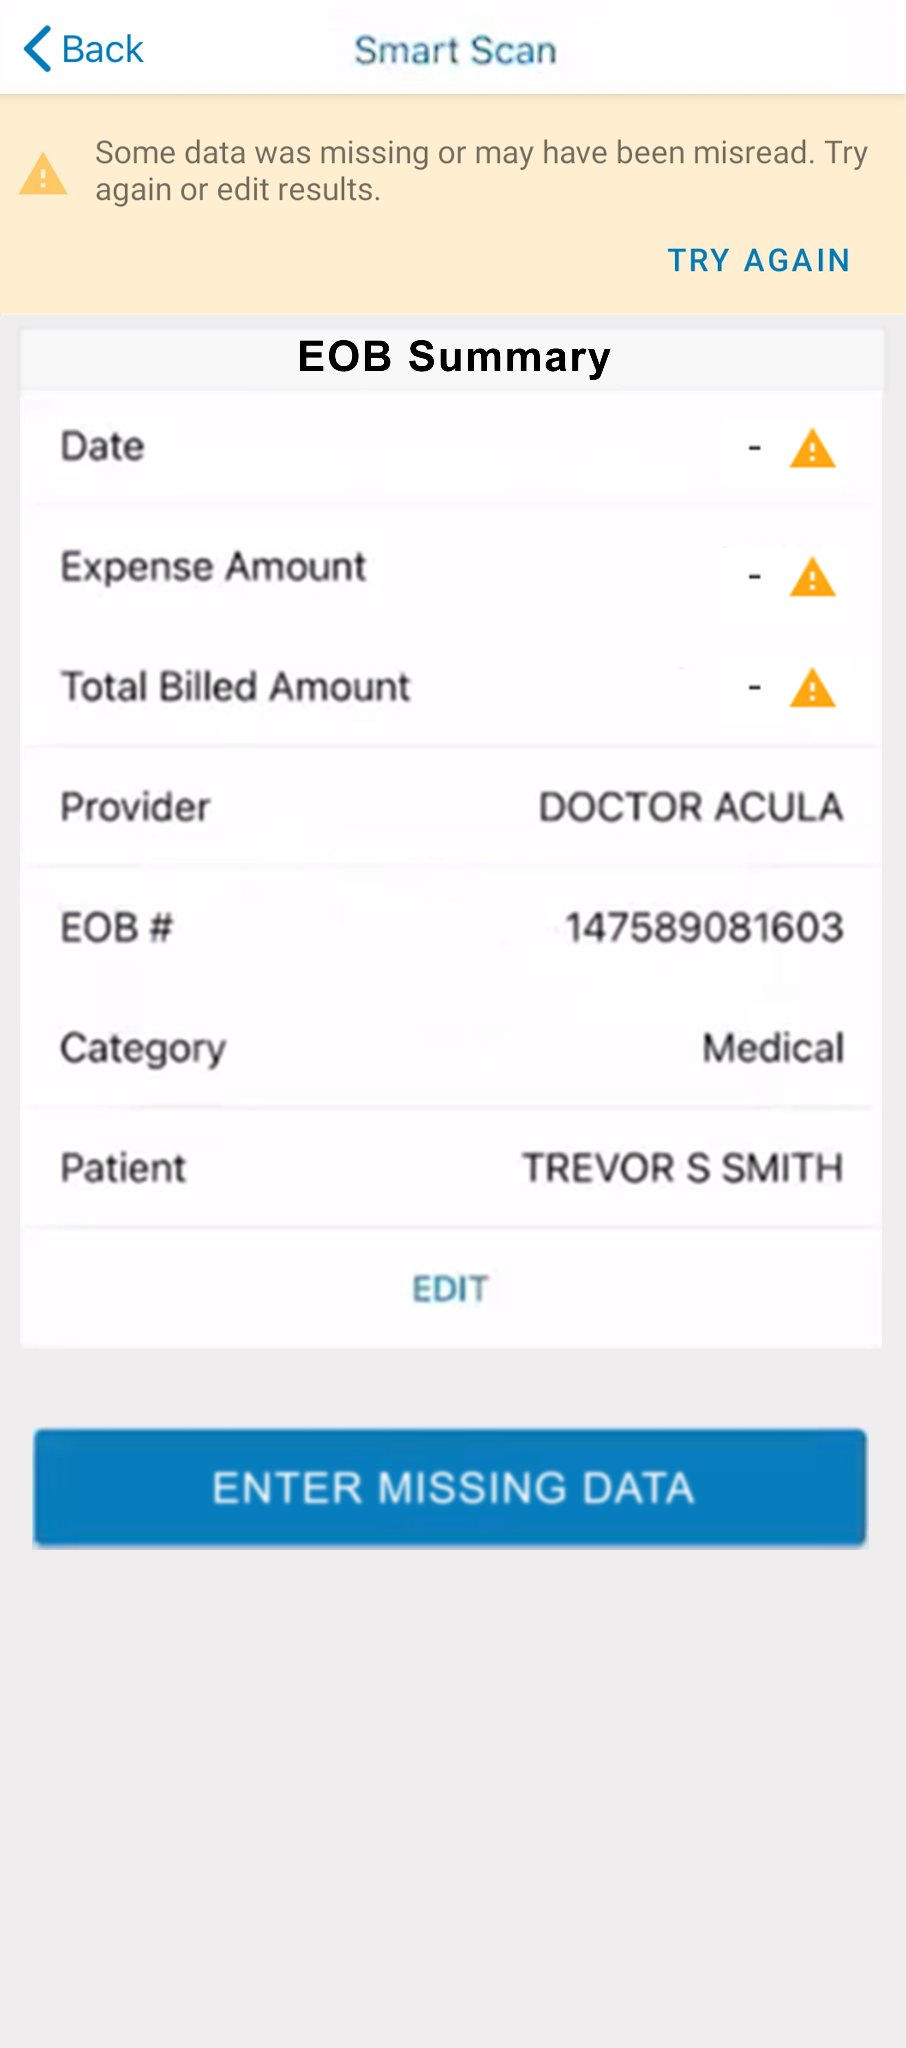 Back
Smart Scan
Some data was missing or may have been misread. Try
again or edit results.
TRY AGAIN
EOB Summary
Date -
Expense Amount -
Total Billed Amount -
Provider DOCTOR ACULA
EOB # 147589081603
Category Medical
Patient TREVOR S SMITH
EDIT
ENTER MISSING DATA